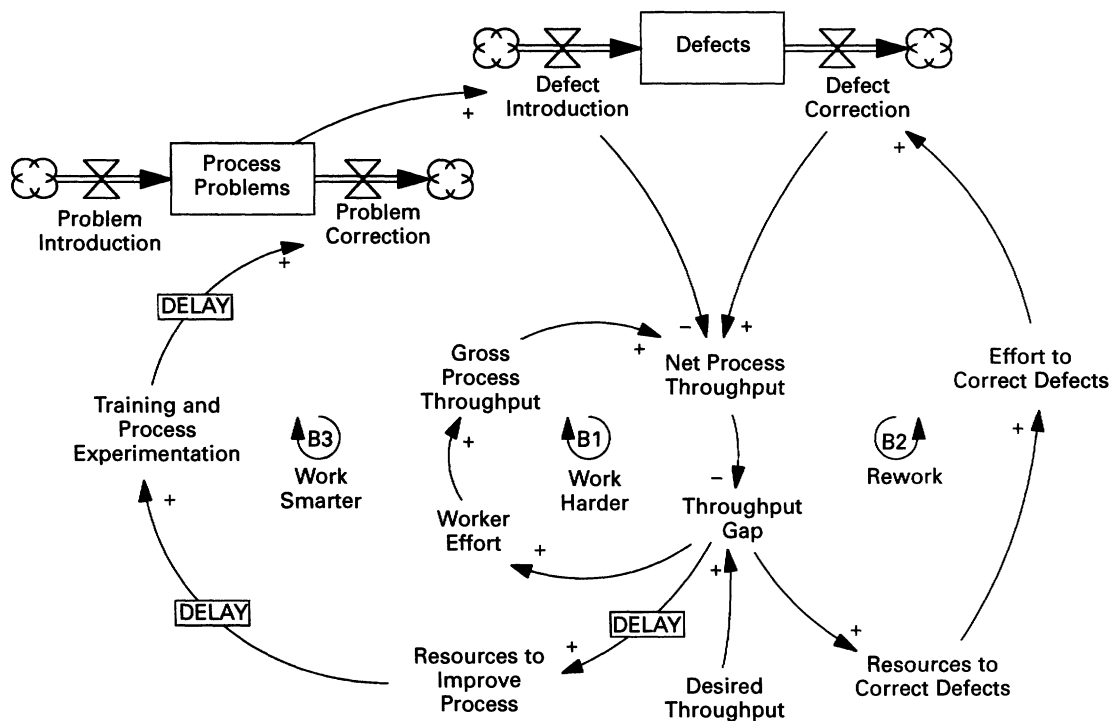 Defects
Defect
Introduction
Defect
Correction
+
+
Process
Problems
Problem
Introduction
Problem
Correction
+
DELAY
−
+
Gross
Process
Throughput
+
Net Process
Throughput
Effort to
Correct Defects
Training and
Process
Experimentation
B3
Work
Smarter
+
B1
Work
Harder
B2
Rework
+
+
−
Throughput
Gap
Worker
Effort
+
+
DELAY
DELAY
+
+
Resources to
Improve
Process
Desired
Throughput
Resources to
Correct Defects